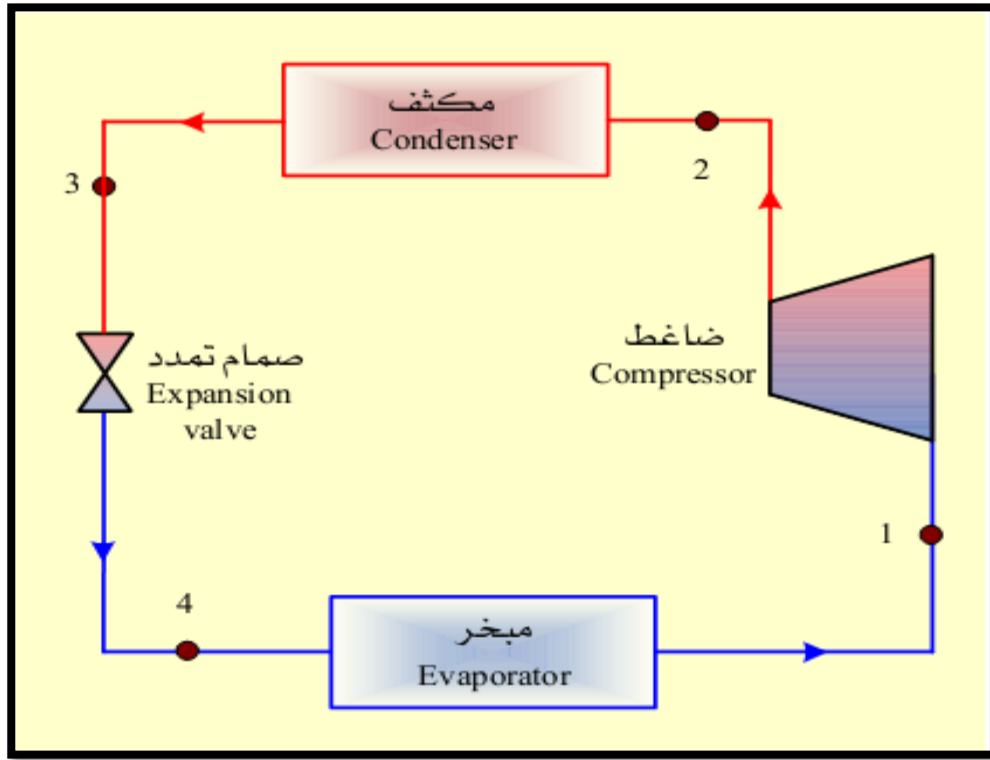 مكثف
Condenser
2
3
ضاغط
Compressor
صمام تمدد
Expansion
valve
1
4
مبخر
Evaporator